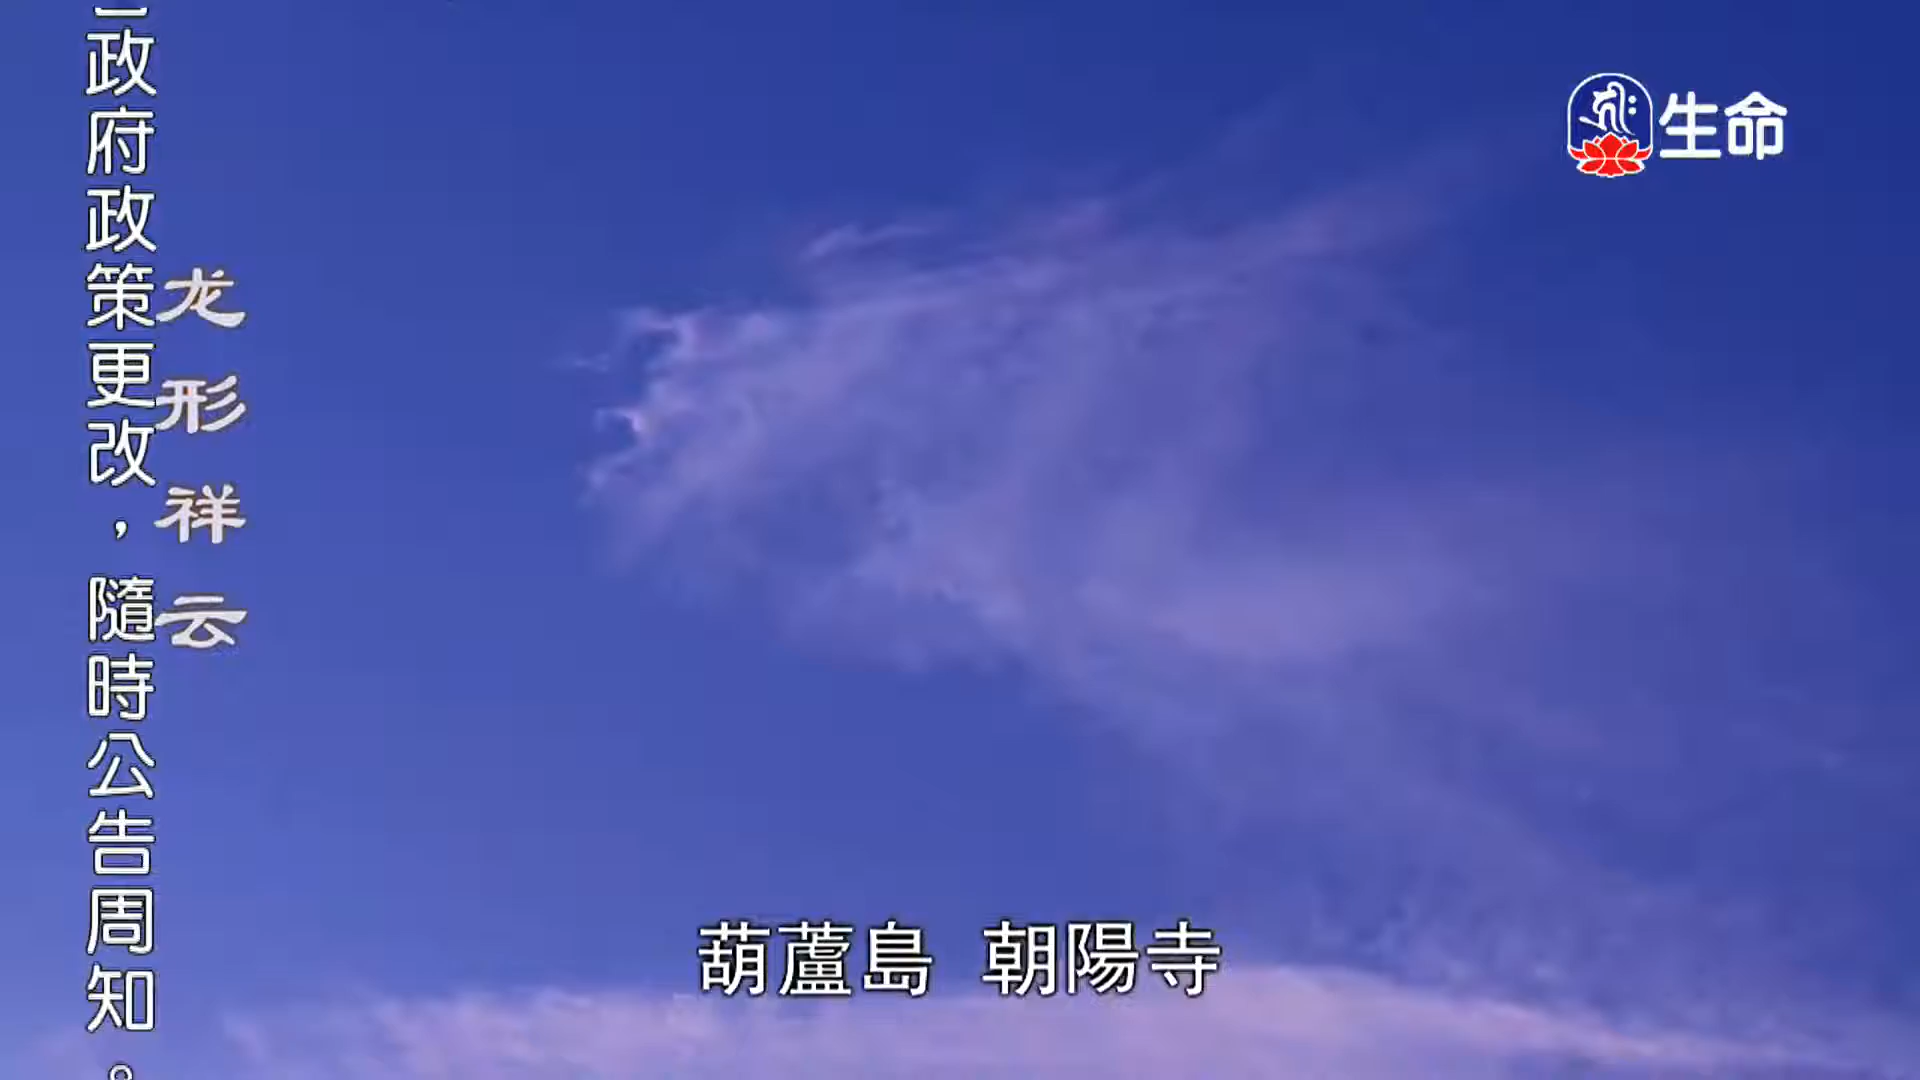 生命
龙形祥云
政府政策更改，隨時公告周知。
葫蘆島 朝陽寺